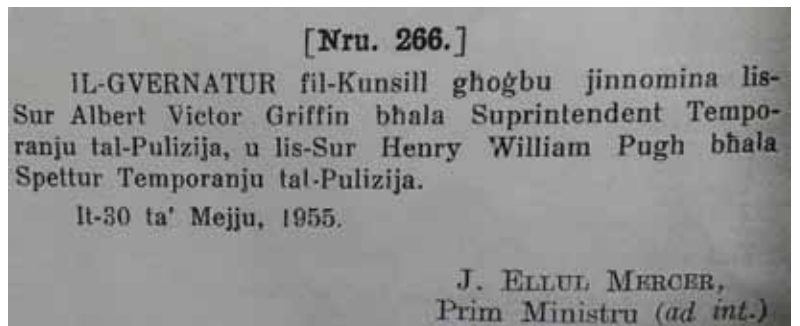 [Nru. 266.]
IL-GVERNATUR fil-Kunsill għoġbu jinnomina lis-
Sur Albert Victor Griffin bħala Suprintendent Tempo-
ranju tal-Pulizija, u lis-Sur Henry William Pugh bħala
Spettur Temporanju tal-Pulizija.
It-30 ta' Mejju, 1955.
J. ELLUL MERCER,
Prim Ministru (ad int.)